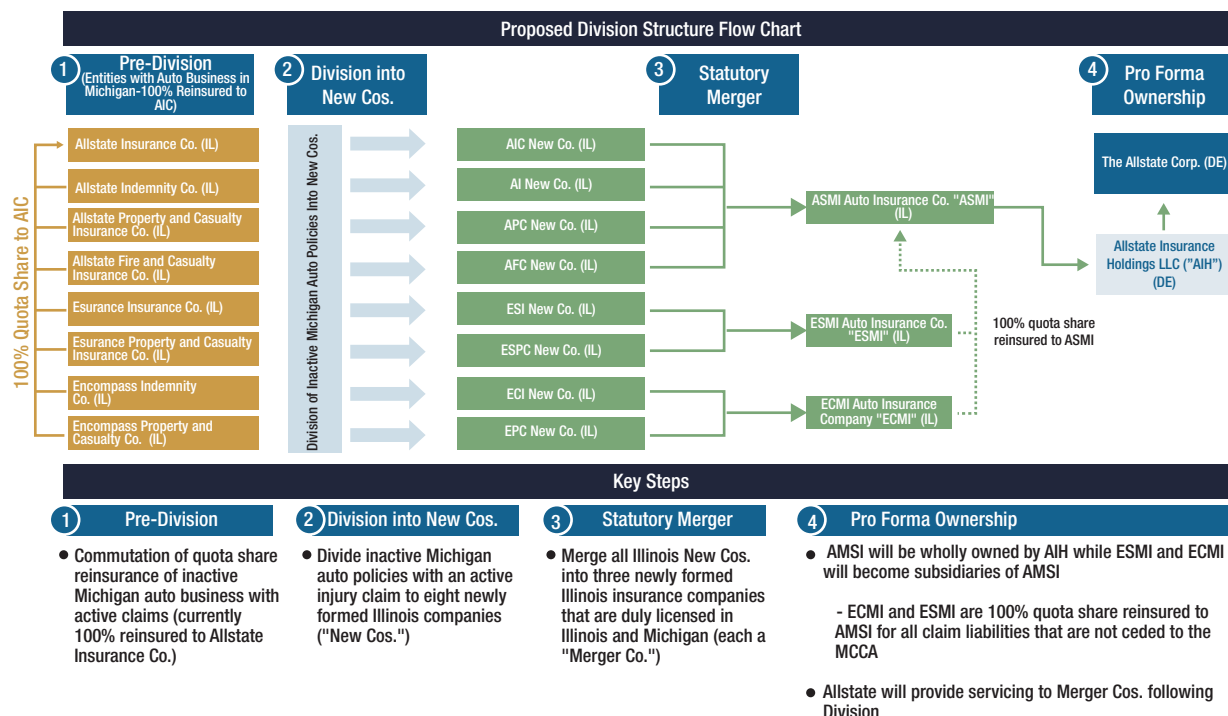 Proposed Division Structure Flow Chart
1
Pre-Division
(Entities with Auto Business in
Michigan-100% Reinsured to
AIC)
2
Division into
New Cos.
3
Statutory
Merger
4
Pro Forma
Ownership
100% Quota Share to AIC
Allstate Insurance Co. (IL)
Allstate Indemnity Co. (IL)
Allstate Property and Casualty
Insurance Co. (IL)
Allstate Fire and Casualty
Insurance Co. (IL)
Esurance Insurance Co. (IL)
Esurance Property and Casualty
Insurance Co. (IL)
Encompass Indemnity
Co. (IL)
Encompass Property and
Casualty Co. (IL)
Division of Inactive Michigan Auto Policies Into New Cos.
AIC New Co. (IL)
AI New Co. (IL)
APC New Co. (IL)
AFC New Co. (IL)
ESI New Co. (IL)
ESPC New Co. (IL)
ECI New Co. (IL)
EPC New Co. (IL)
ASMI Auto Insurance Co. "ASMI"
(IL)
ESMI Auto Insurance Co.
"ESMI" (IL)
ECMI Auto Insurance
Company "ECMI" (IL)
100% quota share
reinsured to ASMI
The Allstate Corp. (DE)
Allstate Insurance
Holdings LLC ("AIH")
(DE)
Key Steps
1
Pre-Division
• Commutation of quota share
reinsurance of inactive
Michigan auto business with
active claims (currently
100% reinsured to Allstate
Insurance Co.)
2
Division into New Cos.
• Divide inactive Michigan
auto policies with an active
injury claim to eight newly
formed Illinois companies
("New Cos.")
3
Statutory Merger
• Merge all Illinois New Cos.
into three newly formed
Illinois insurance companies
that are duly licensed in
Illinois and Michigan (each a
"Merger Co.")
4
Pro Forma Ownership
• AMSI will be wholly owned by AIH while ESMI and ECMI
will become subsidiaries of AMSI
- ECMI and ESMI are 100% quota share reinsured to
AMSI for all claim liabilities that are not ceded to the
MCCA
• Allstate will provide servicing to Merger Cos. following
Division